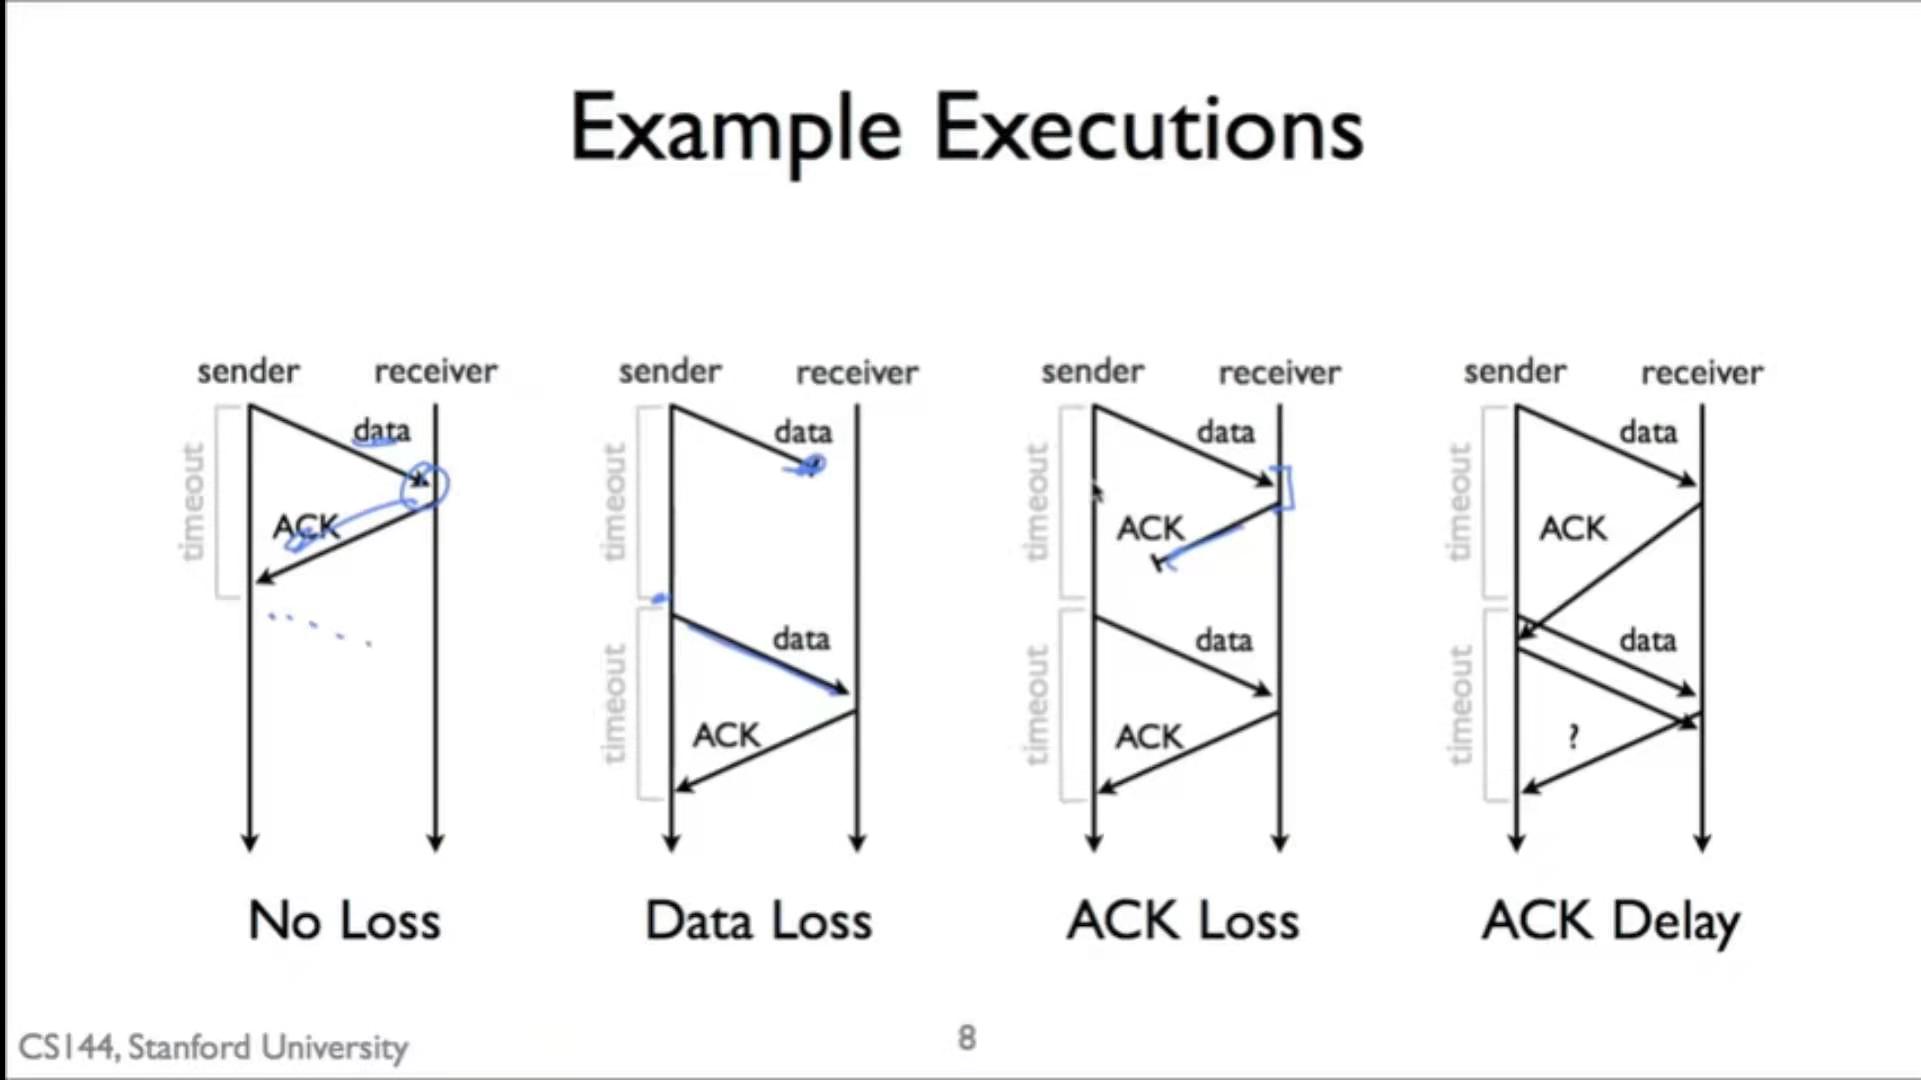 Example Executions
sender receiver
timeout
data
ACK
No Loss
sender receiver
timeout
data
timeout
data
ACK
Data Loss
sender receiver
timeout
data
ACK
timeout
data
ACK
ACK Loss
sender receiver
timeout
data
ACK
timeout
data
?
ACK Delay
CS144, Stanford University
8